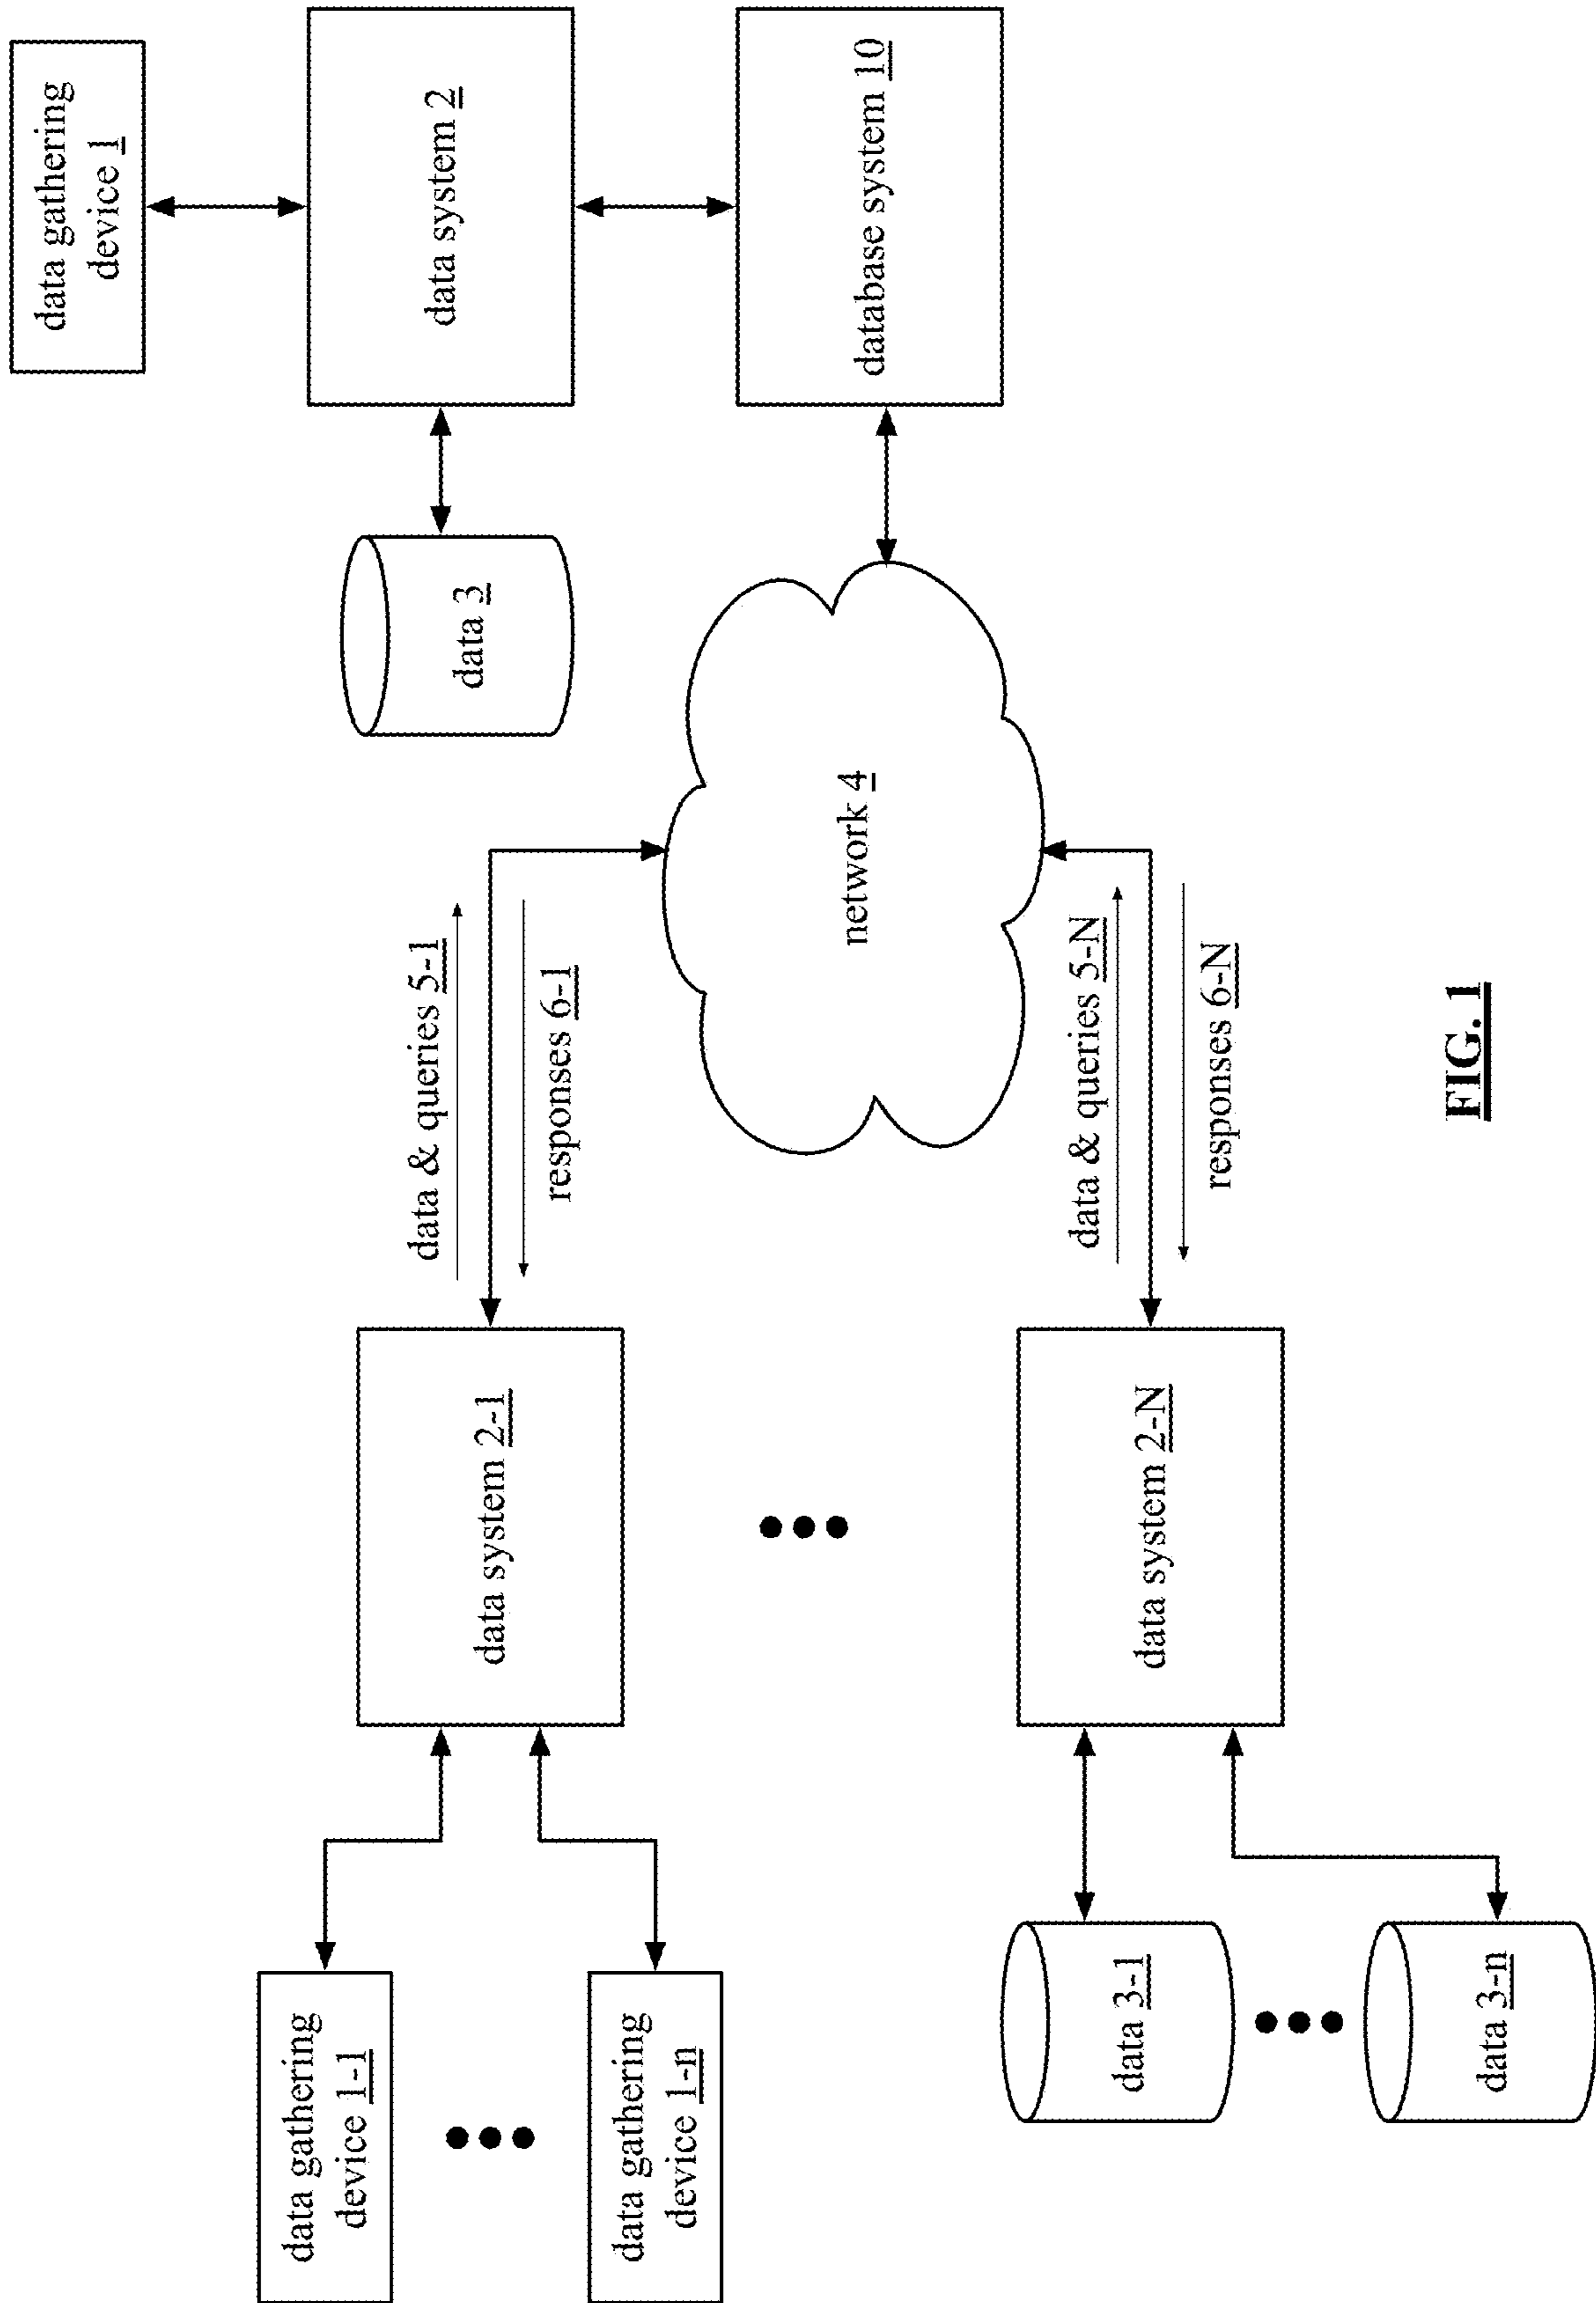 data gathering
device 1-1
data gathering
device 1-n
data system 2-1
data & queries 5-1
responses 6-1
data 3-1
data 3-n
data system 2-N
data & queries 5-N
responses 6-N
network 4
data 3
data gathering
device 1
data system 2
database system 10
FIG. 1